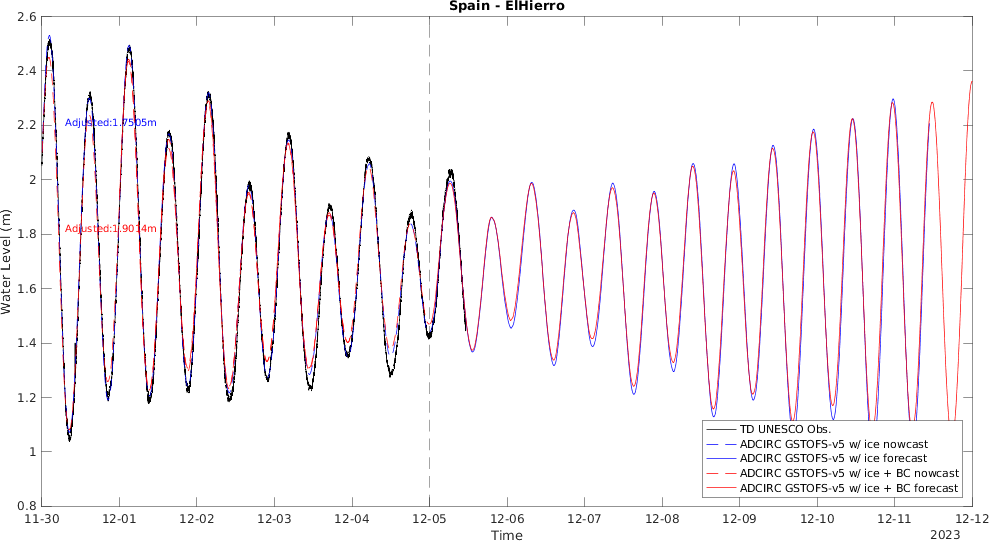 Spain - ElHierro
2.6
2.4
2.2
2
1.8
1.6
1.4
1.2
1
0.8
Water Level (m)
Adjusted:1.7505m
Adjusted:1.9014m
TD UNESCO Obs.
ADCIRC GSTOFS-v5 w/ ice nowcast
ADCIRC GSTOFS-v5 w/ ice forecast
ADCIRC GSTOFS-v5 w/ ice + BC nowcast
ADCIRC GSTOFS-v5 w/ ice + BC forecast
11-30 12-01 12-02 12-03 12-04 12-05 12-06 12-07 12-08 12-09 12-10 12-11 12-12
Time
2023